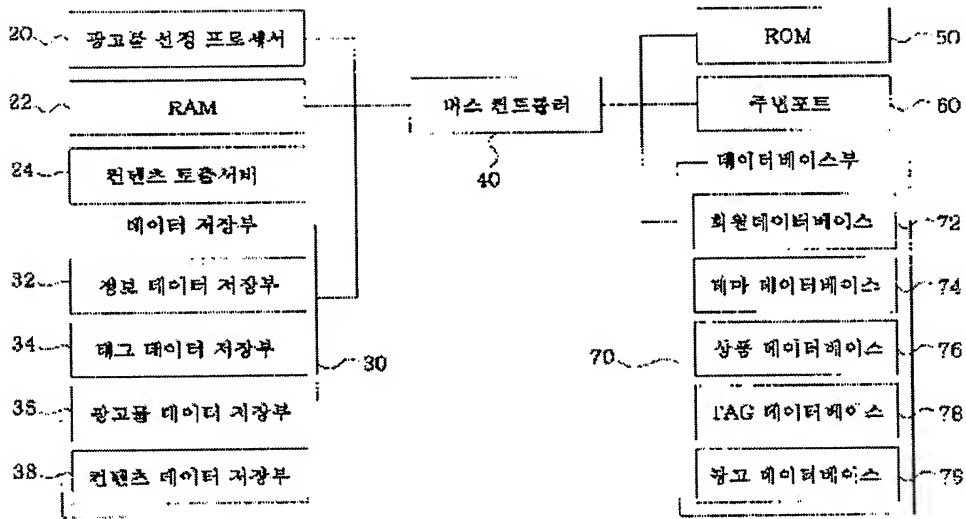 20
광고물 선정 프로세서
22
RAM
24
컨텐츠 도출서버
데이터 저장부
32
정보 데이터 저장부
34
태그 데이터 저장부
30
35
광고물 데이터 저장부
38
컨텐츠 데이터 저장부
버스 컨트롤러
40
ROM
50
주변포트
60
데이터베이스부
회원데이터베이스
72
테마 데이터베이스
74
70
상품 데이터베이스
76
TAG 데이터베이스
78
광고 데이터베이스
79